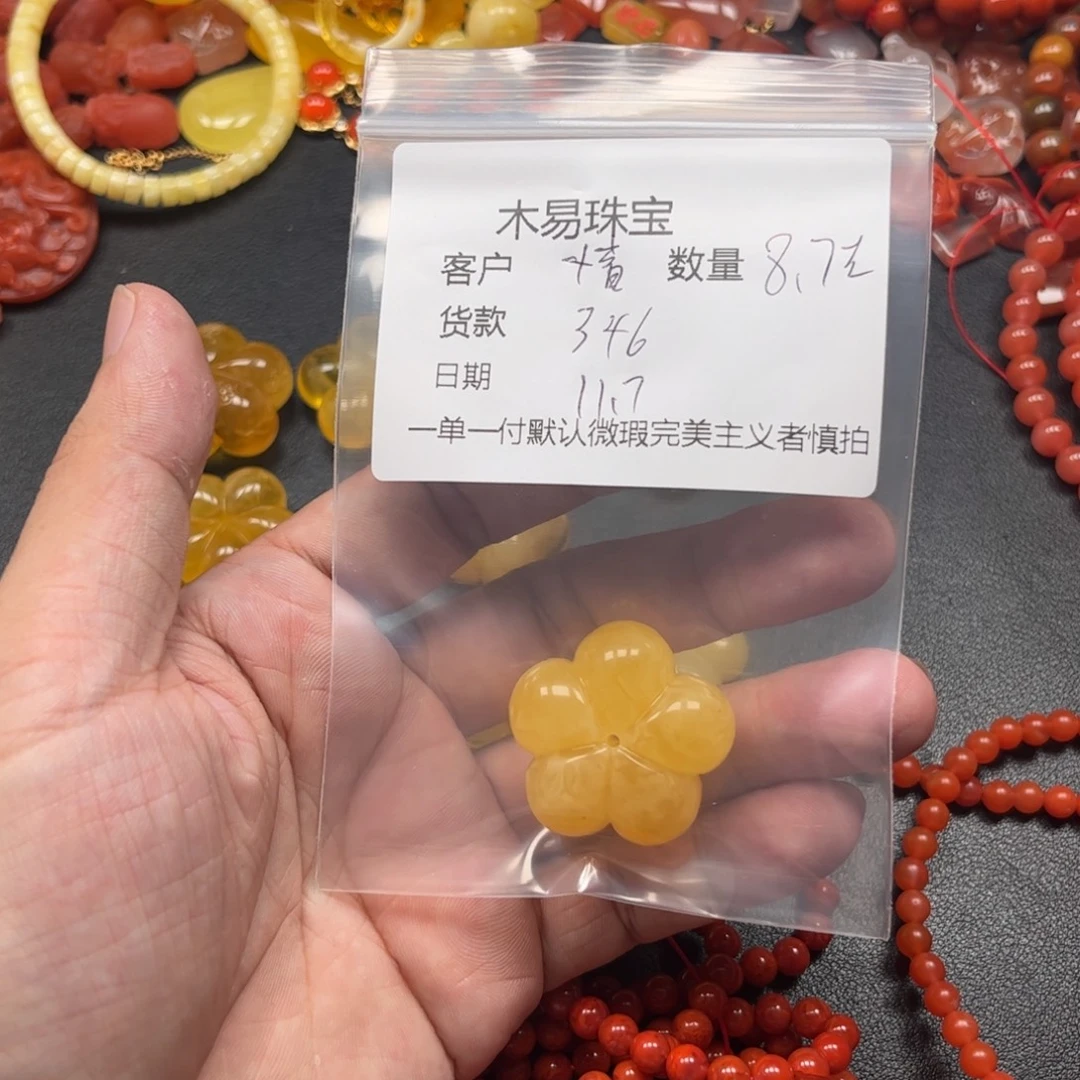 木易珠宝
客户 数量 8.7克
货款 346
日期 11.7
一单一付默认微瑕完美主义者慎拍